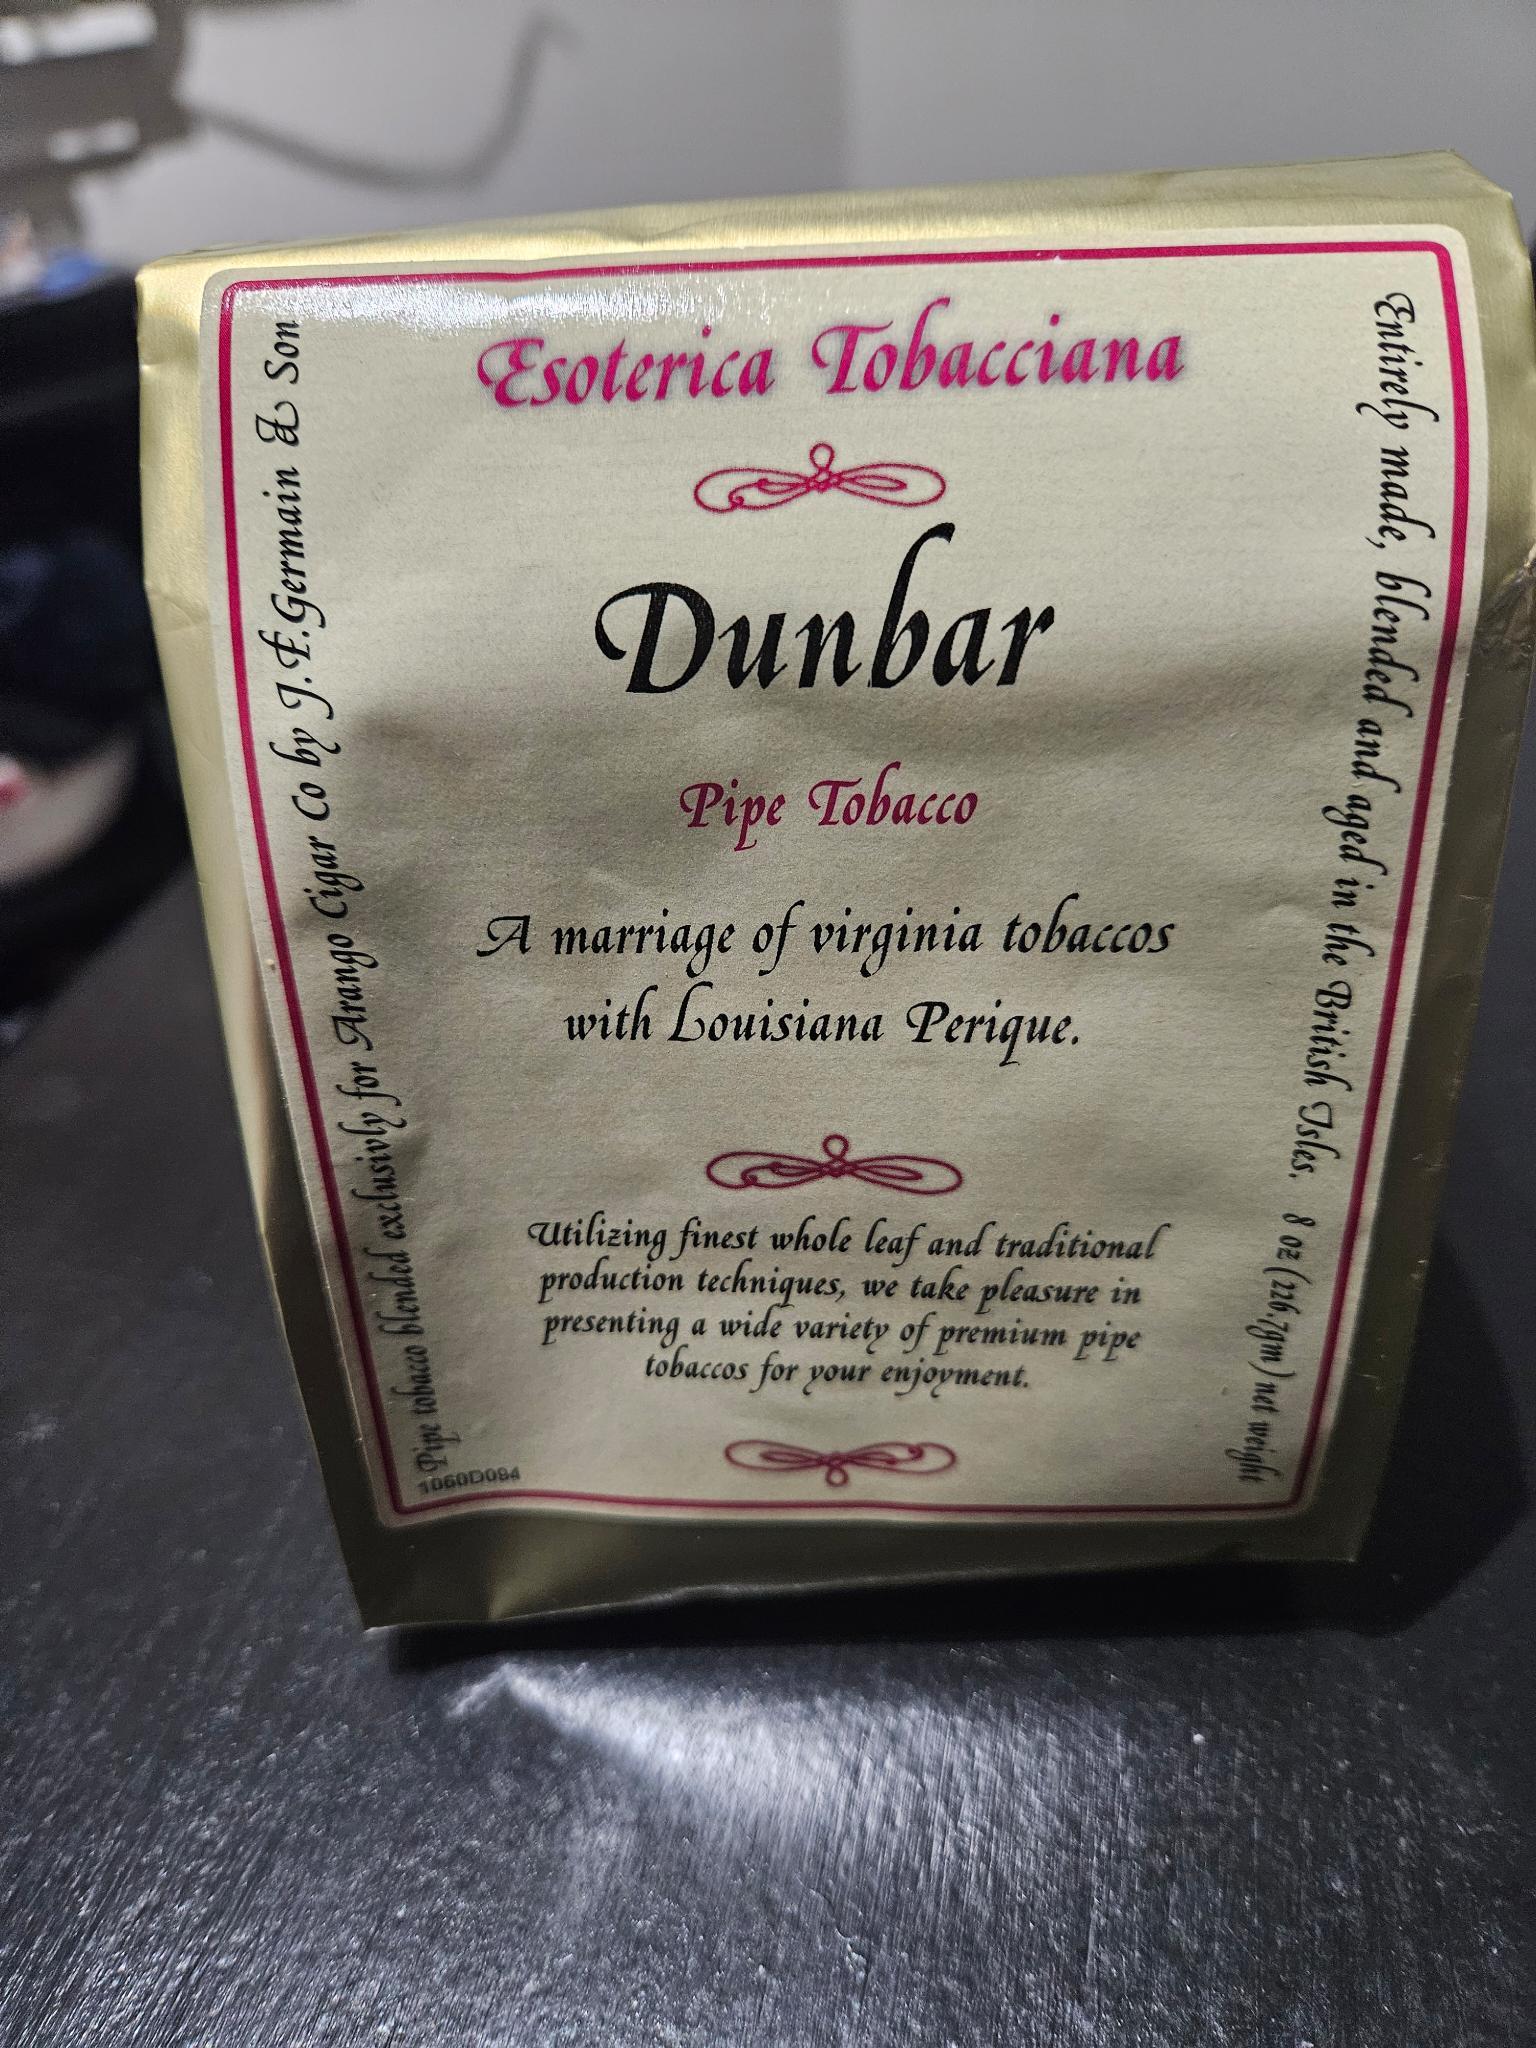 Esoterica Tobacciana
Dunbar
Pipe Tobacco
A marriage of virginia tobaccos
with Louisiana Perique.
Utilizing finest whole leaf and traditional
production techniques, we take pleasure in
presenting a wide variety of premium pipe
tobaccos for your enjoyment.
Pipe tobacco blended exclusivly for Arango Cigar Co by J.F.Germain & Son
Entirely made, blended and aged in the British Isles. 8 oz (226.7gm) net weight
1060D094